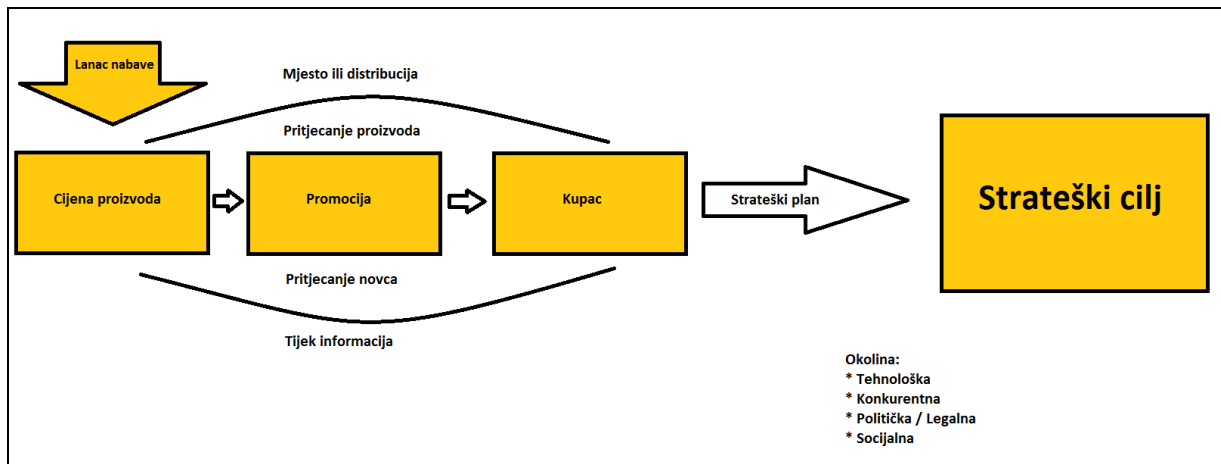 Lanac nabave
Mjesto ili distribucija
Pritjecanje proizvoda
Cijena proizvoda
Promocija
Kupac
Strateški plan
Strateški cilj
Pritjecanje novca
Tijek informacija
Okolina:
* Tehnološka
* Konkurentna
* Politička / Legalna
* Socijalna